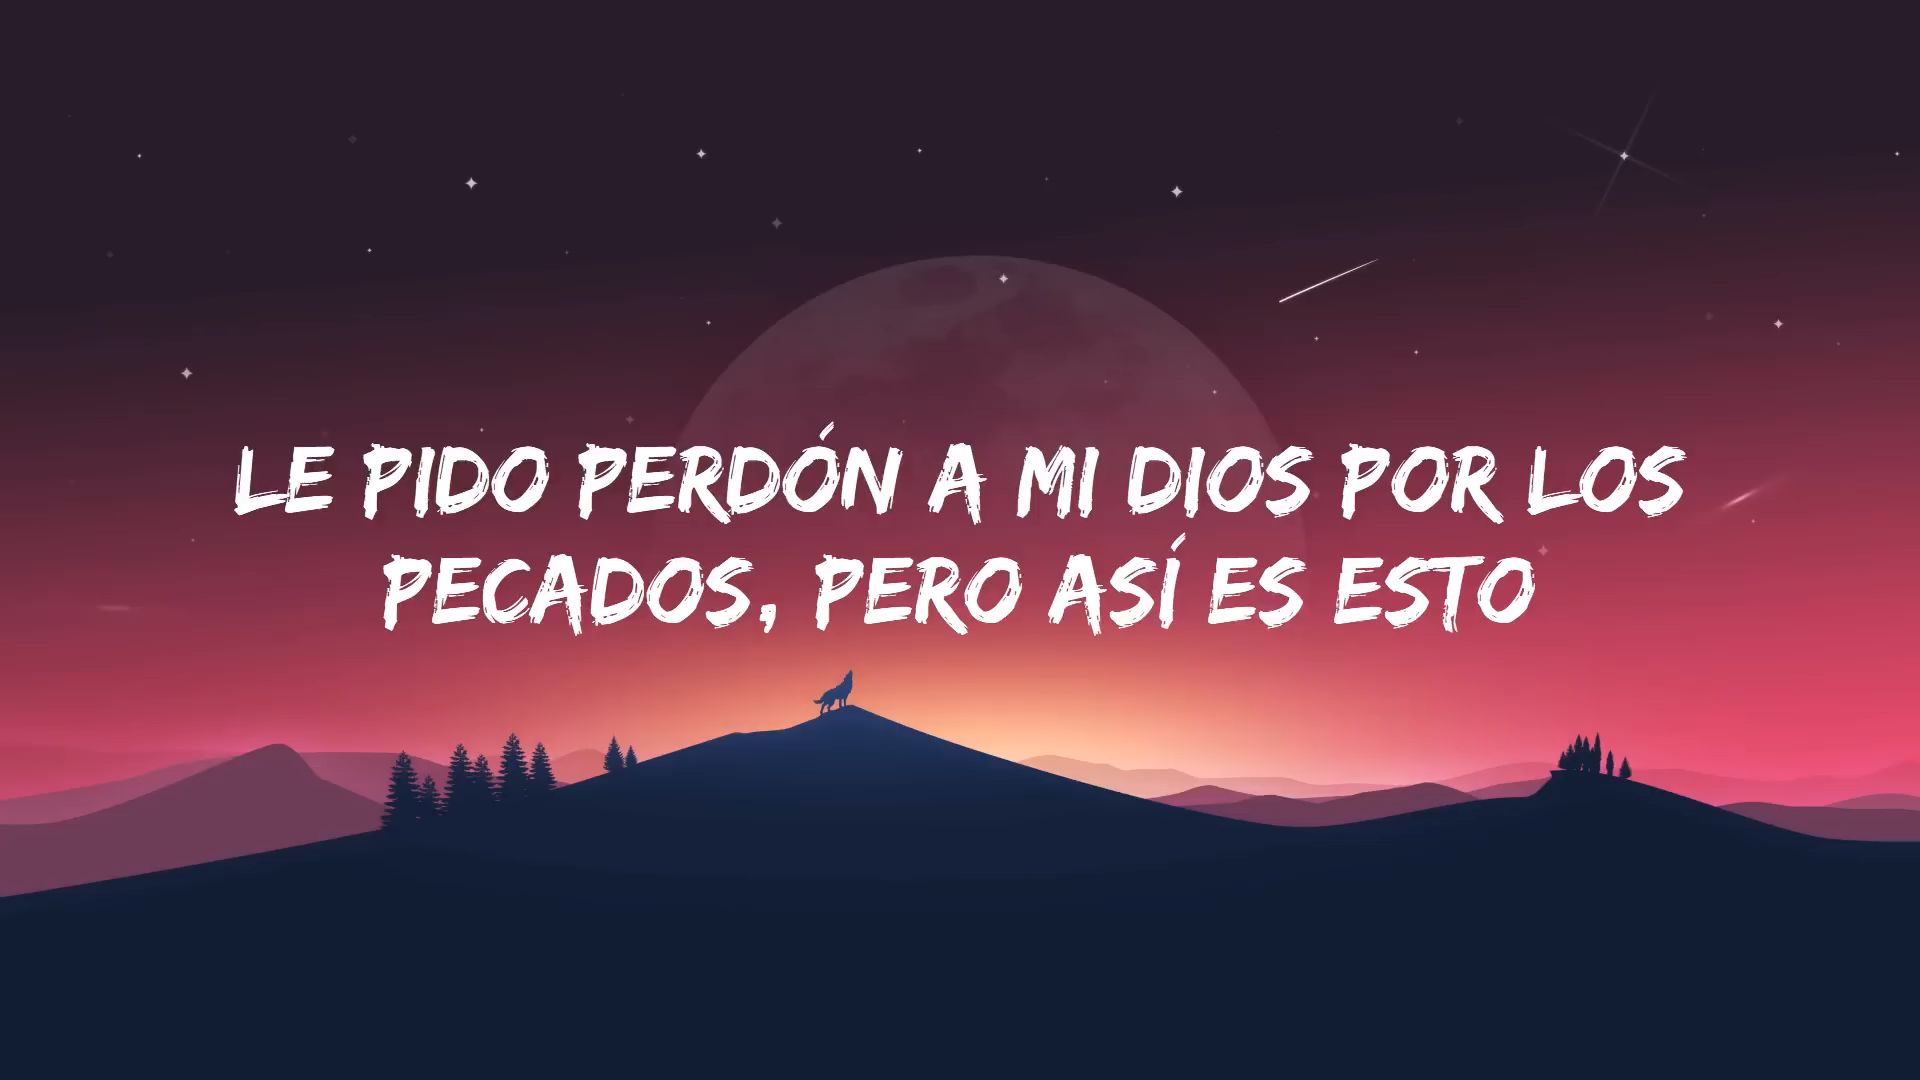 LE PIDO PERDÓN A MI DIOS POR LOS
PECADOS, PERO ASÍ ES ESTO